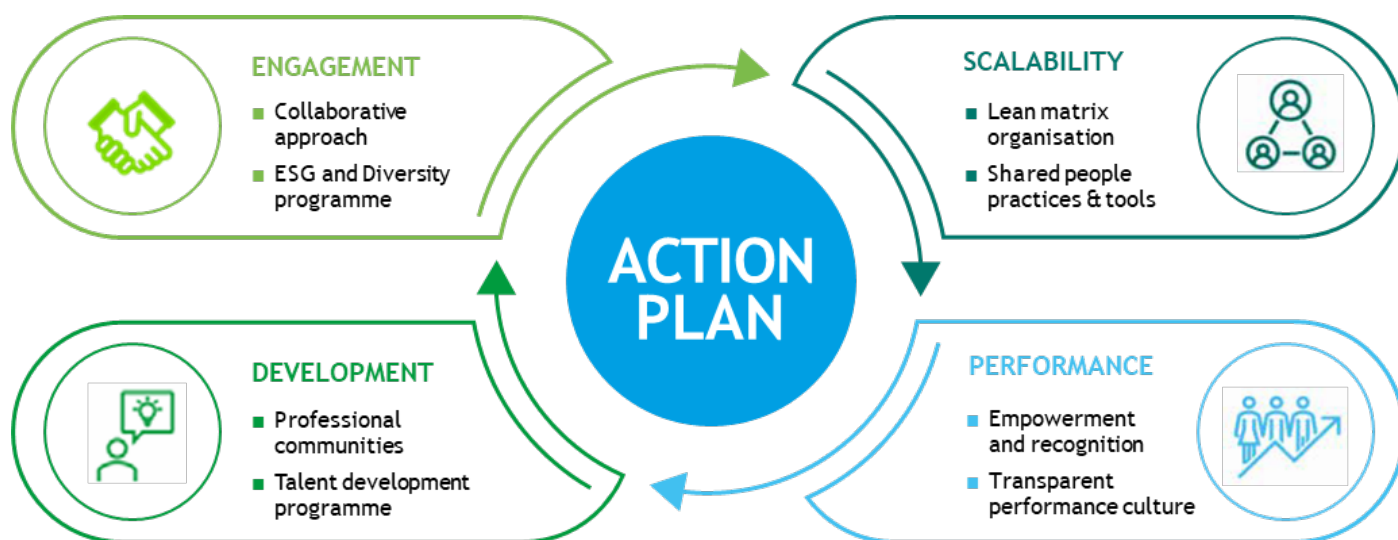 ENGAGEMENT
■ Collaborative
approach
■ ESG and Diversity
programme
SCALABILITY
■ Lean matrix
organisation
■ Shared people
practices & tools
ACTION
PLAN
DEVELOPMENT
■ Professional
communities
■ Talent development
programme
PERFORMANCE
■ Empowerment
and recognition
■ Transparent
performance culture